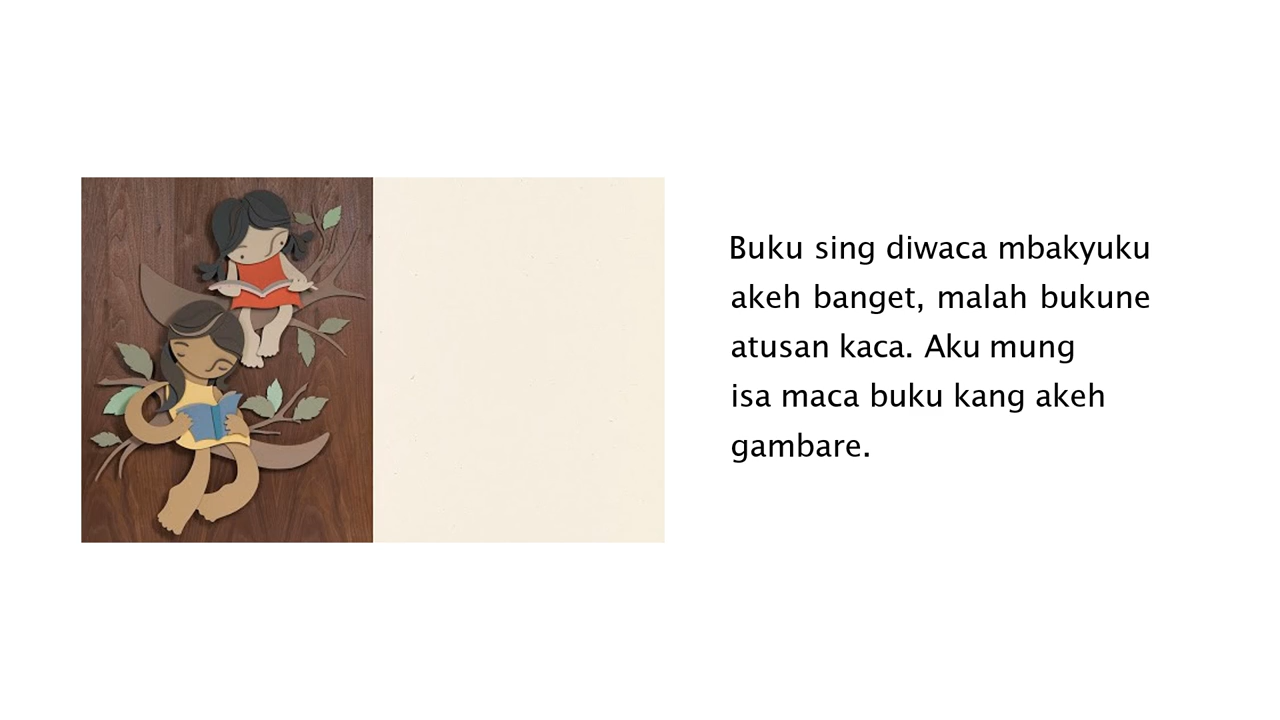 Buku sing diwaca mbakyuku
akeh banget, malah bukune
atusan kaca. Aku mung
isa maca buku kang akeh
gambare.